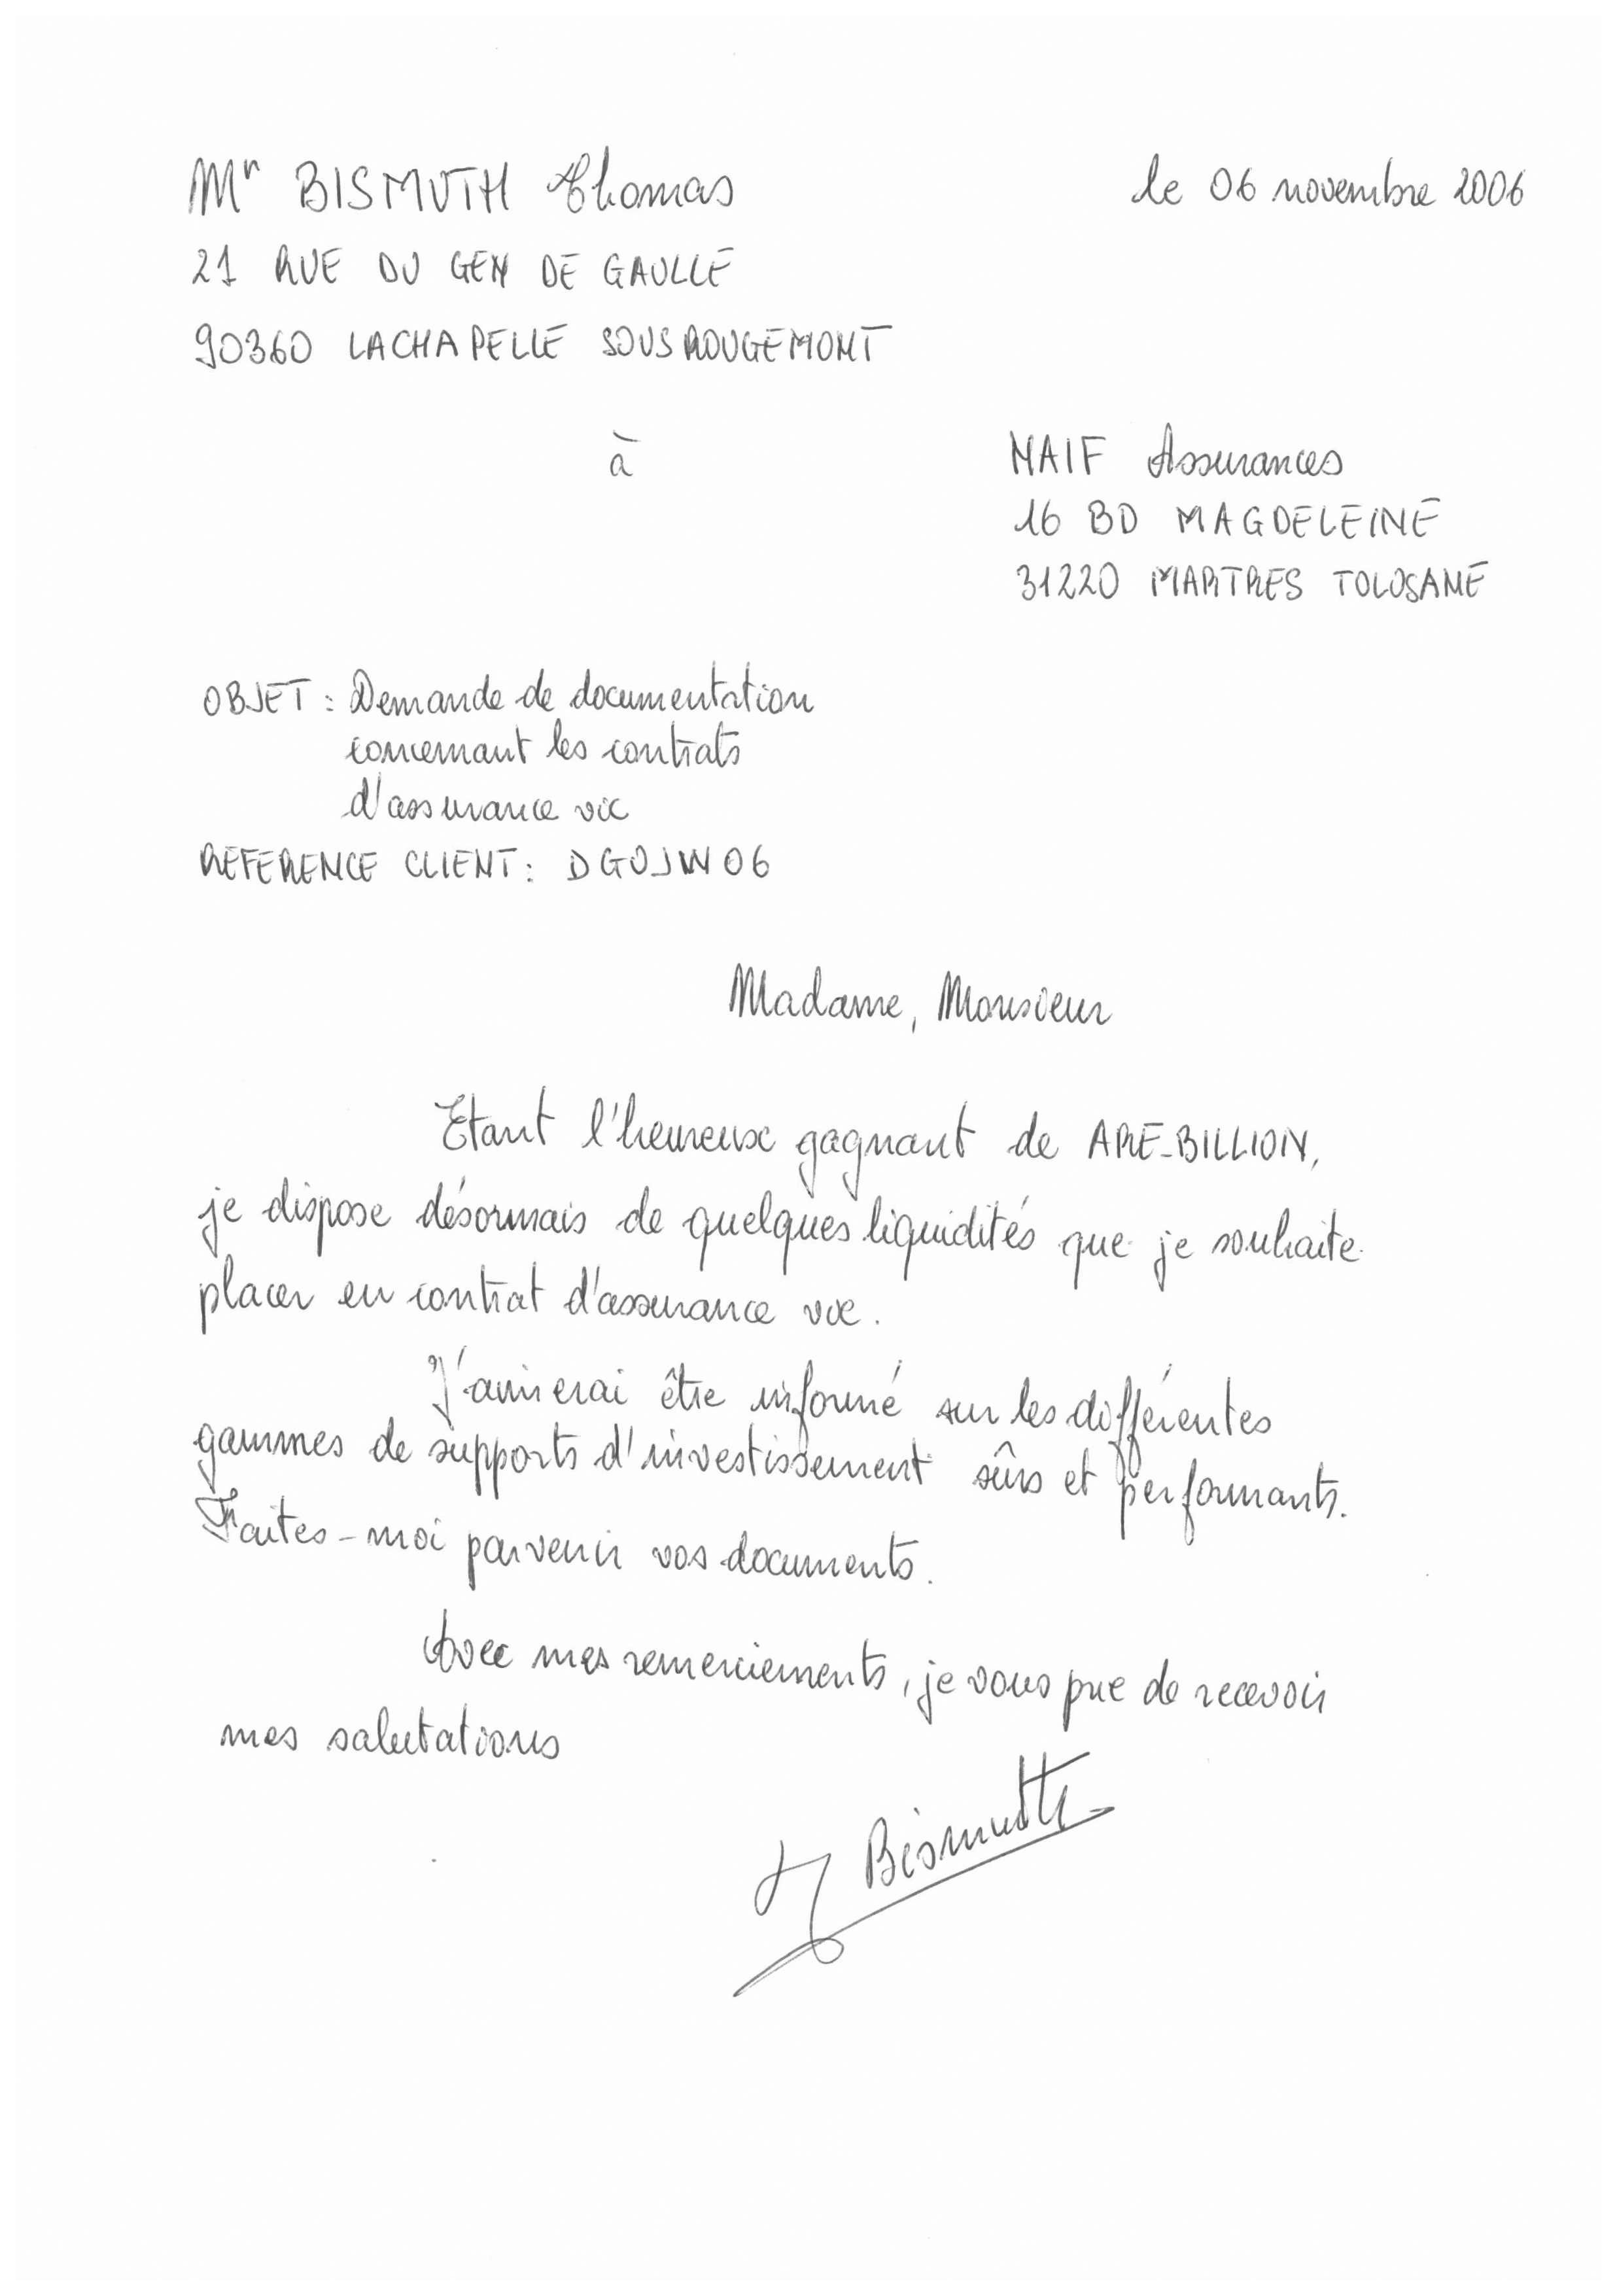 Mr BISMUTH Thomas
le 06 novembre 2006
21 RUE DU GEN DE GAULLE
90360 LACHAPELLE SOUS ROUGEMONT
à
NAIF Assurances
16 BD MAGDELEINE
31220 MARTRES TOLOSANE
OBJET : Demande de documentation
concernant les contrats
d'assurance vie
REFERENCE CLIENT : DGOJW06
Madame, Monsieur
Etant l'heureux gagnant de APLE-BILLION,
je dispose désormais de quelques liquidités que je souhaite
placer en contrat d'assurance vie.
J'aimerai être informé sur les différentes
gammes de supports d'investissement sûrs et performants.
Faites-moi parvenir vos documents.
Avec mes remerciements, je vous prie de recevoir
mes salutations
Bismuth